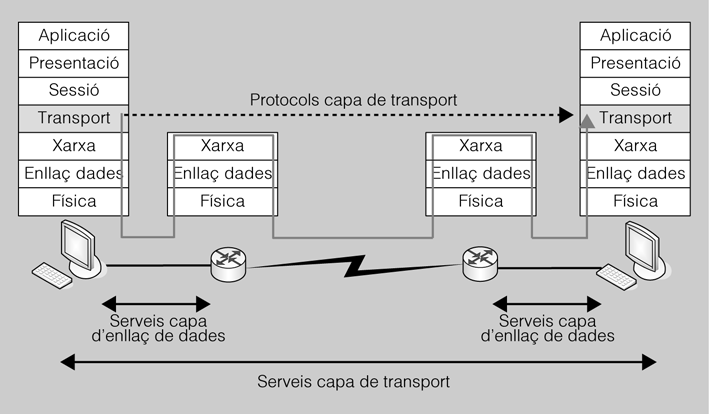 Aplicació
Presentació
Sessió
Transport
Xarxa
Enllaç dades
Física
Protocols capa de transport
Xarxa
Enllaç dades
Física
Xarxa
Enllaç dades
Física
Aplicació
Presentació
Sessió
Transport
Xarxa
Enllaç dades
Física
Serveis capa
d'enllaç de dades
Serveis capa
d'enllaç de dades
Serveis capa de transport